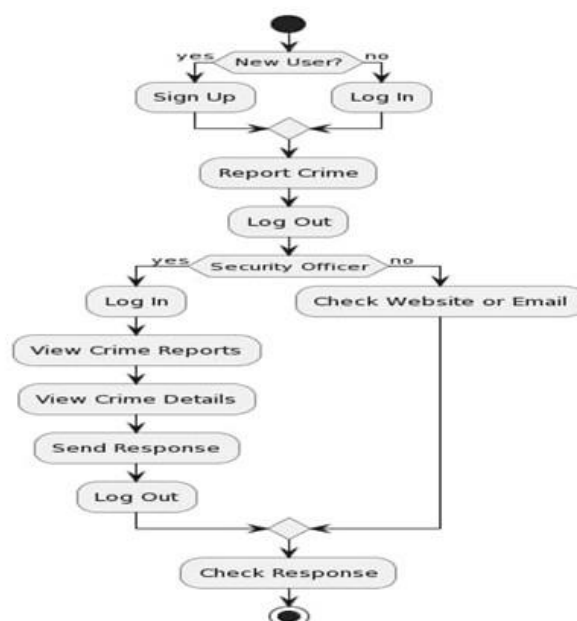 yes New User? no
Sign Up Log In
Report Crime
Log Out
yes Security Officer no
Log In Check Website or Email
View Crime Reports
View Crime Details
Send Response
Log Out
Check Response